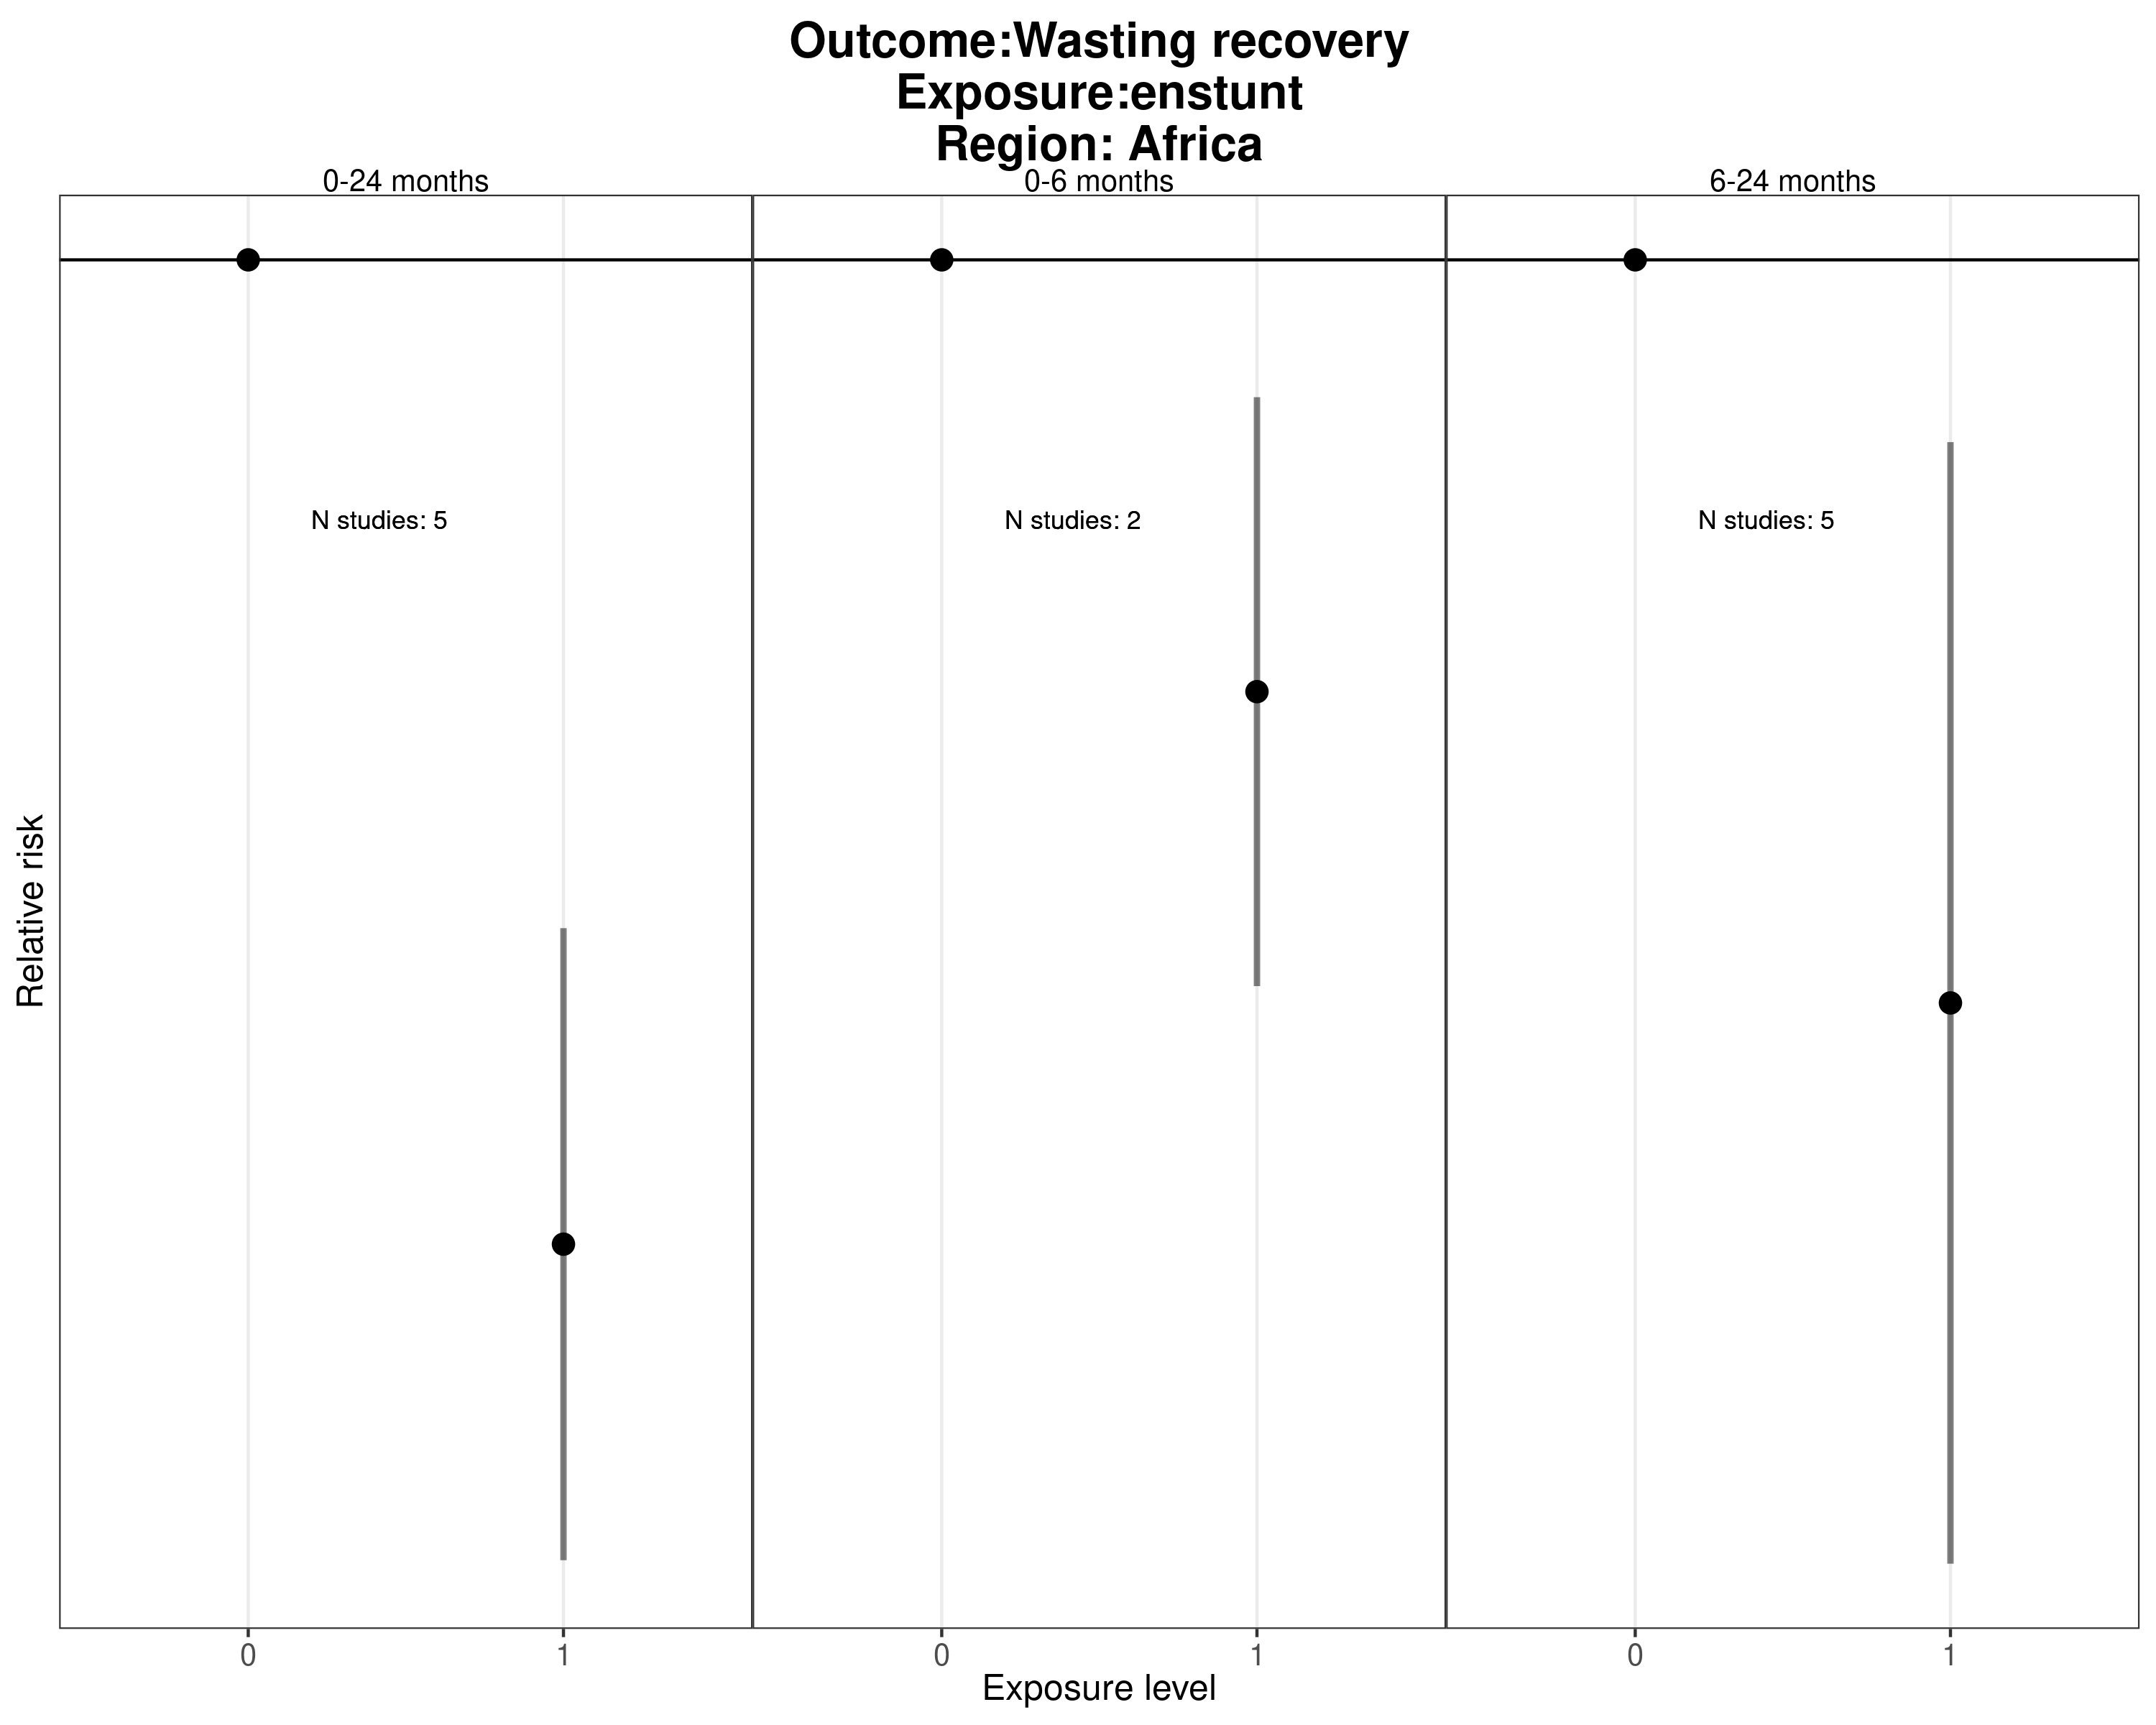 Outcome:Wasting recovery
Exposure:enstunt
Region: Africa
0-24 months
0-6 months
6-24 months
N studies: 5
N studies: 2
N studies: 5
Relative risk
0
1
0
1
0
1
Exposure level